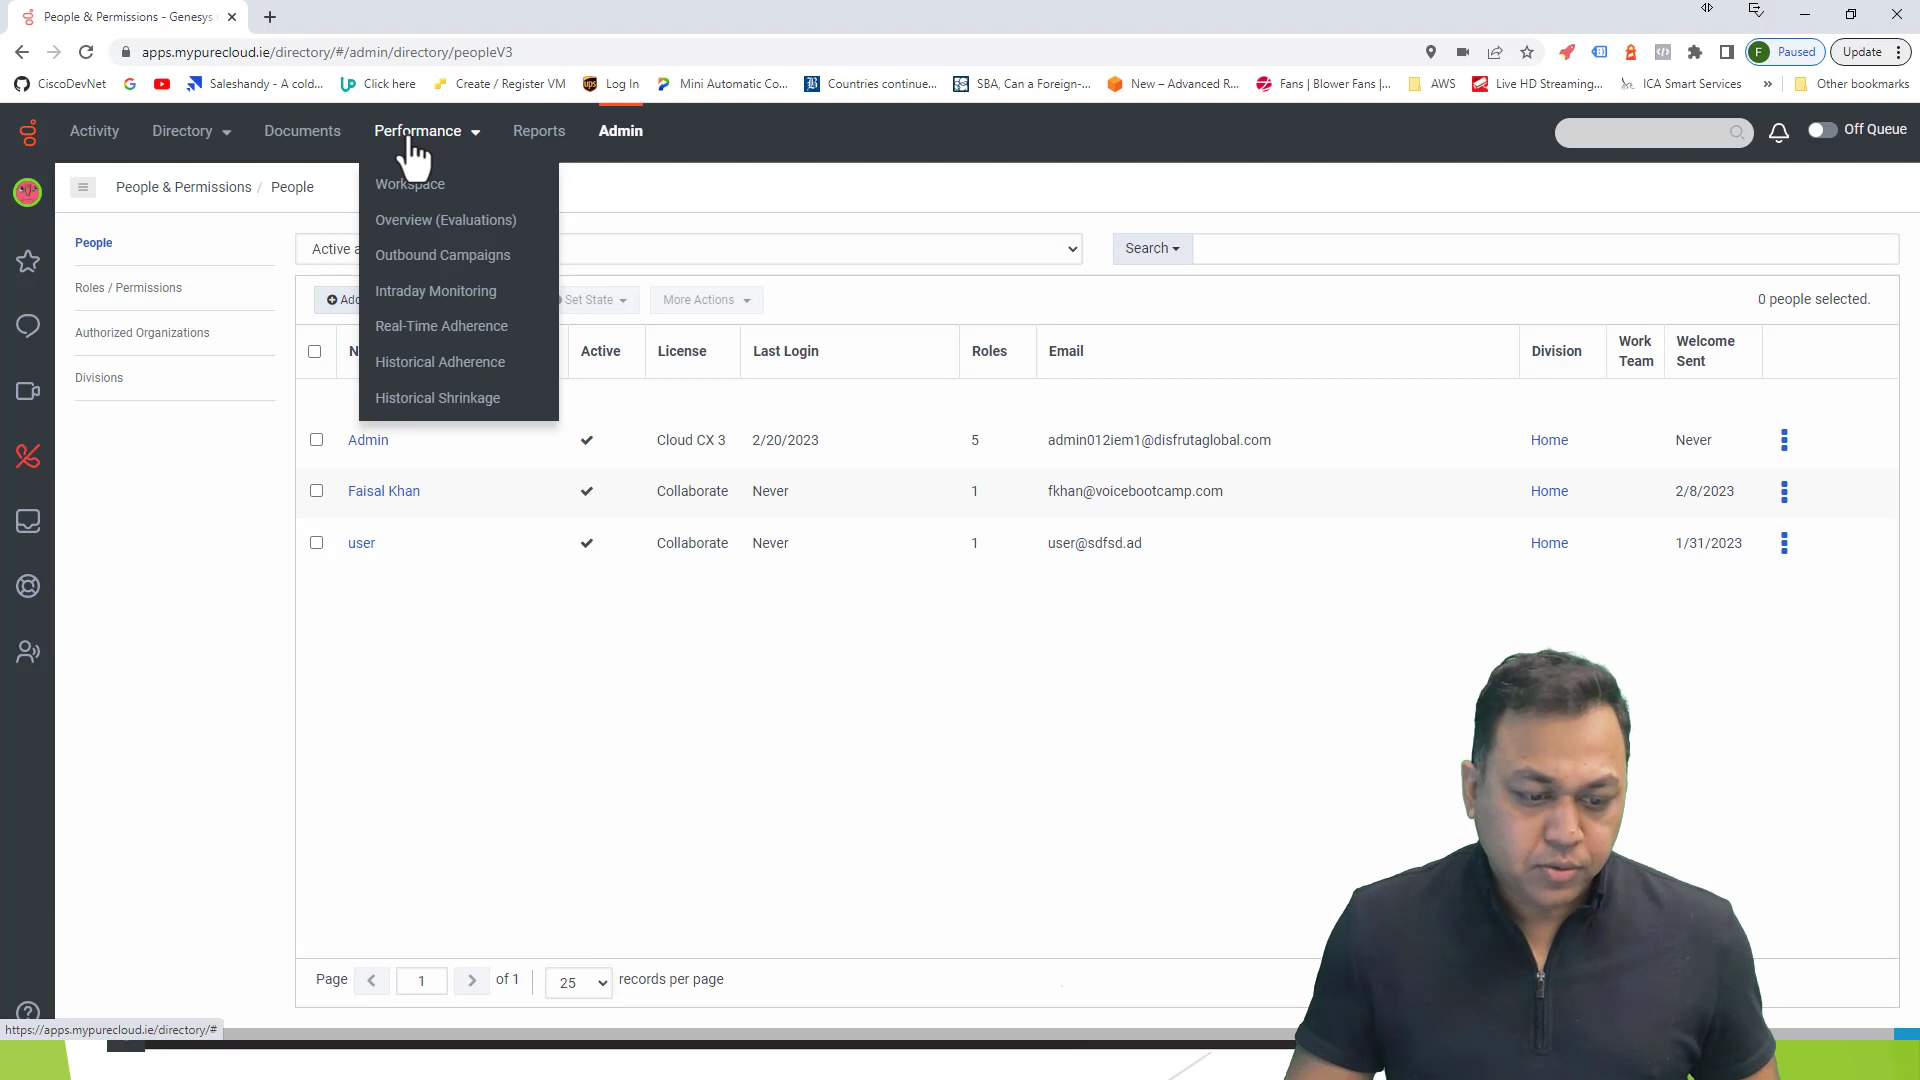 People & Permissions - Genesys
apps.mypurecloud.ie/directory/#/admin/directory/peopleV3
F Paused Update
CiscoDevNet Saleshandy - A cold... Click here Create / Register VM Log In Mini Automatic Co... Countries continue... SBA, Can a Foreign-... New – Advanced R... Fans | Blower Fans |... AWS Live HD Streaming... ICA Smart Services » Other bookmarks
Activity Directory Documents Performance Reports Admin Off Queue
People & Permissions / People
Workspace
Overview (Evaluations)
Outbound Campaigns
Intraday Monitoring
Real-Time Adherence
Historical Adherence
Historical Shrinkage
People
Roles / Permissions
Authorized Organizations
Divisions
Active Search
Add Set State More Actions 0 people selected.
N Active License Last Login Roles Email Division Work Team Welcome Sent
Admin Cloud CX 3 2/20/2023 5 admin012iem1@disfrutaglobal.com Home Never
Faisal Khan Collaborate Never 1 fkhan@voicebootcamp.com Home 2/8/2023
user Collaborate Never 1 user@sdfsd.ad Home 1/31/2023
Page 1 of 1 25 records per page
https://apps.mypurecloud.ie/directory/#